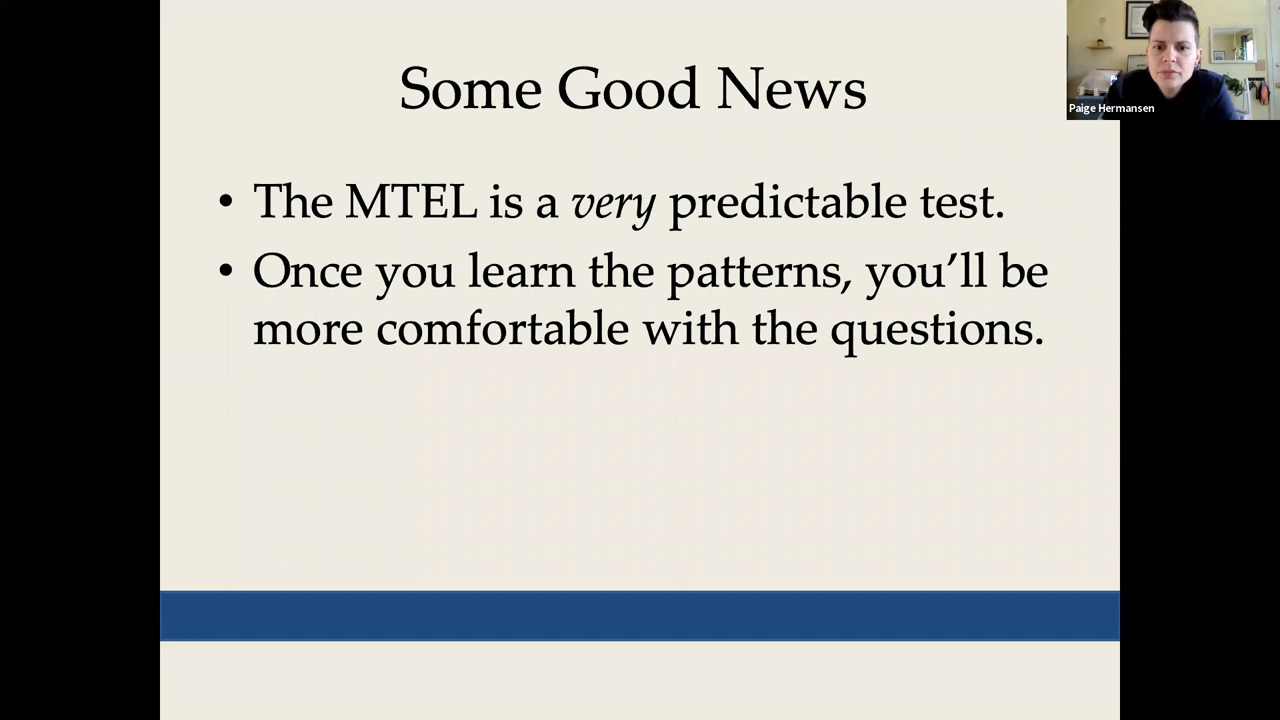 Some Good News
Paige Hermansen
• The MTEL is a very predictable test.
• Once you learn the patterns, you’ll be
more comfortable with the questions.